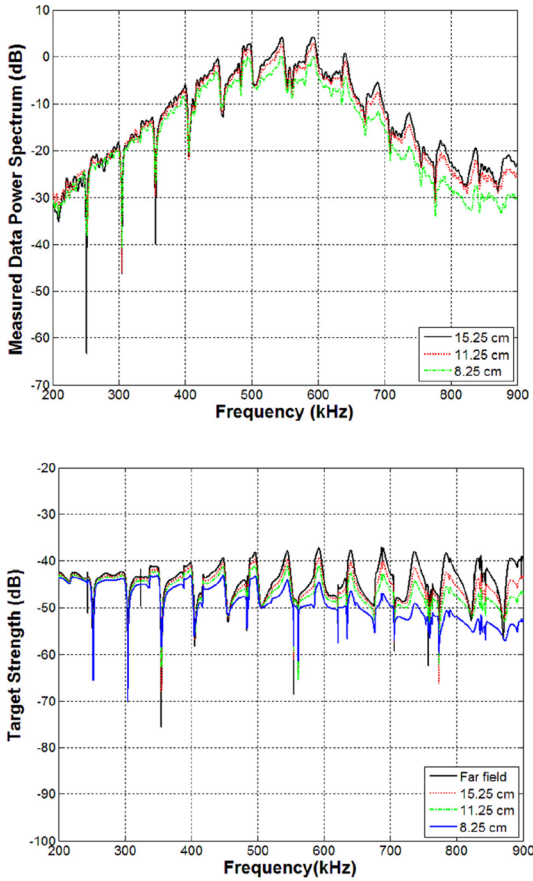 Measured Data Power Spectrum (dB)
10
0
-10
-20
-30
-40
-50
-60
-70
15.25 cm
11.25 cm
8.25 cm
200 300 400 500 600 700 800 900
Frequency (kHz)
Target Strength (dB)
-20
-30
-40
-50
-60
-70
-80
-90
-100
Far field
15.25 cm
11.25 cm
8.25 cm
200 300 400 500 600 700 800 900
Frequency(kHz)